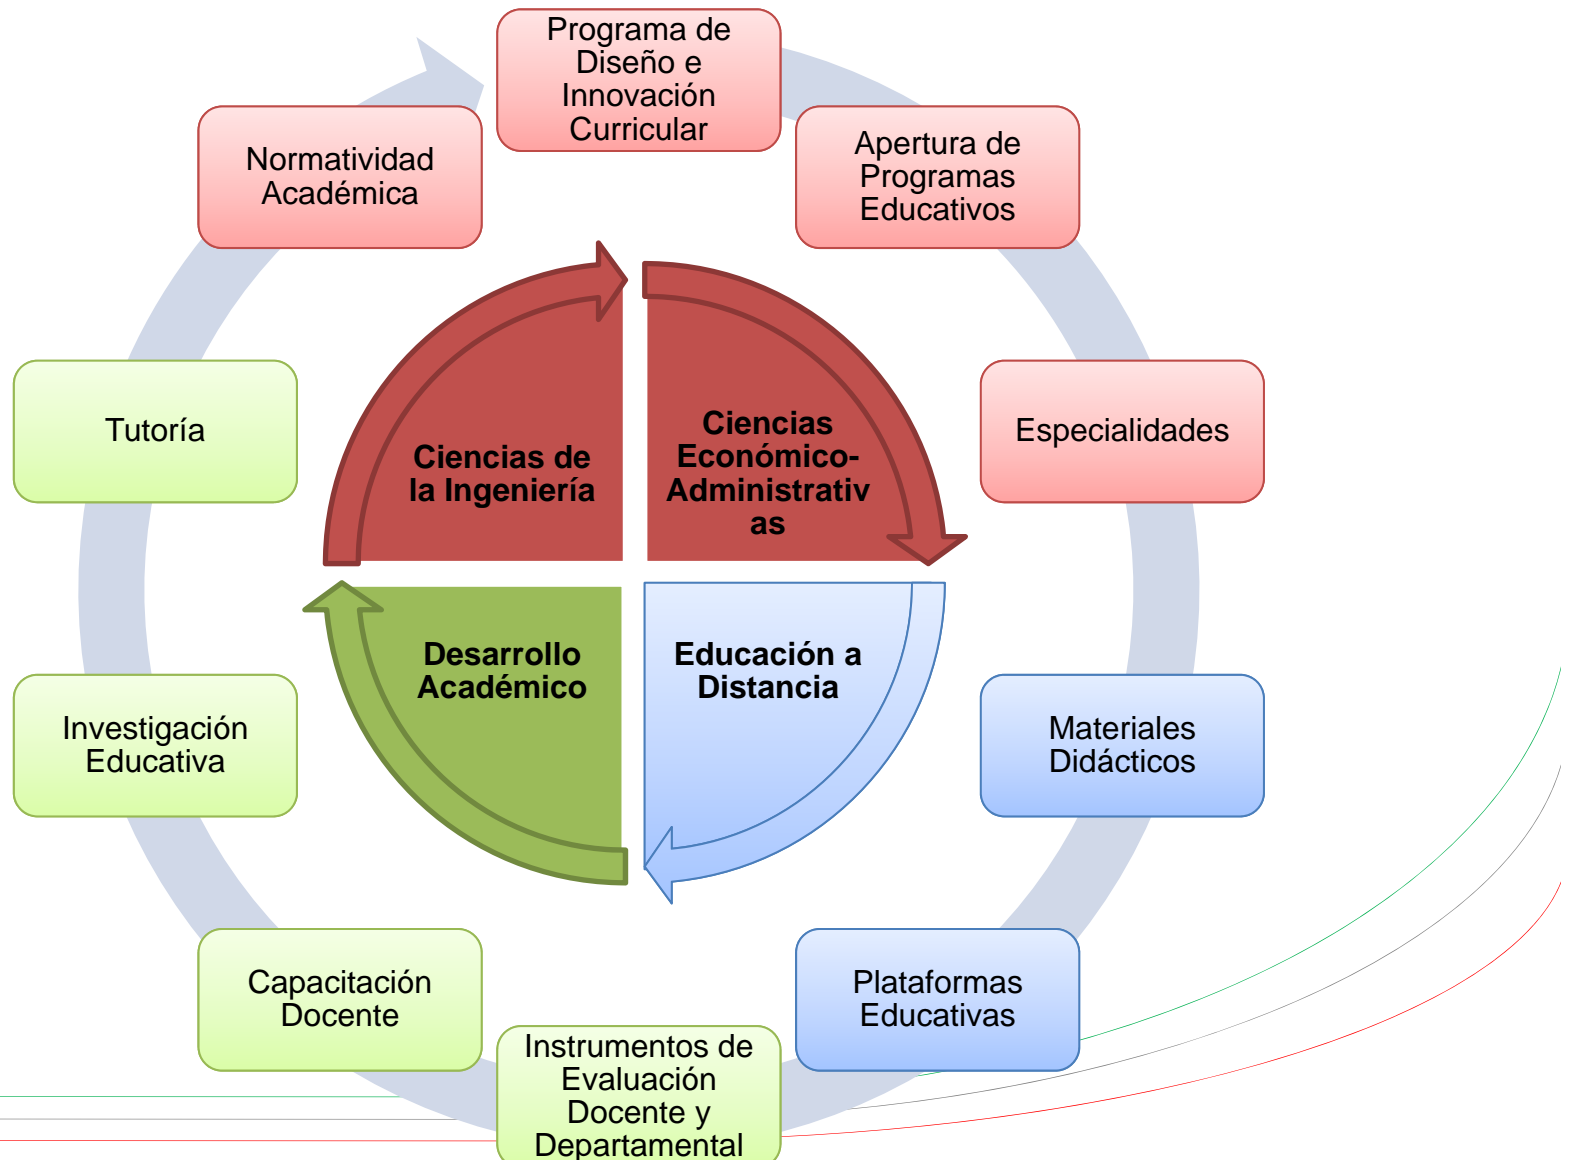 Programa de
Diseño e
Innovación
Curricular
Apertura de
Programas
Educativos
Especialidades
Materiales
Didácticos
Plataformas
Educativas
Instrumentos de
Evaluación
Docente y
Departamental
Capacitación
Docente
Investigación
Educativa
Tutoría
Normatividad
Académica
Ciencias de
la Ingeniería
Ciencias
Económico-
Administrativ
as
Educación a
Distancia
Desarrollo
Académico